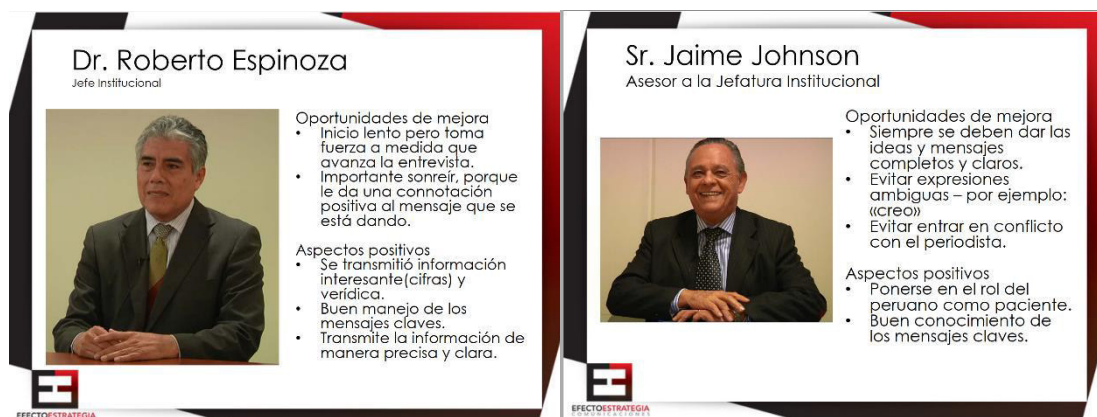 Dr. Roberto Espinoza
Jefe Institucional
Oportunidades de mejora
• Inicio lento pero toma
fuerza a medida que
avanza la entrevista.
• Importante sonreír, porque
le da una connotación
positiva al mensaje que se
está dando.
Aspectos positivos
• Se transmitió información
interesante(cifras) y
verídica.
• Buen manejo de los
mensajes claves.
• Transmite la información de
manera precisa y clara.
EFECTOESTRATEGIA
Sr. Jaime Johnson
Asesor a la Jefatura Institucional
Oportunidades de mejora
• Siempre se deben dar las
ideas y mensajes
completos y claros.
• Evitar expresiones
ambiguas – por ejemplo:
«creo»
• Evitar entrar en conflicto
con el periodista.
Aspectos positivos
• Ponerse en el rol del
peruano como paciente.
• Buen conocimiento de
los mensajes claves.
EFECTOESTRATEGIA
COMUNICACIONES